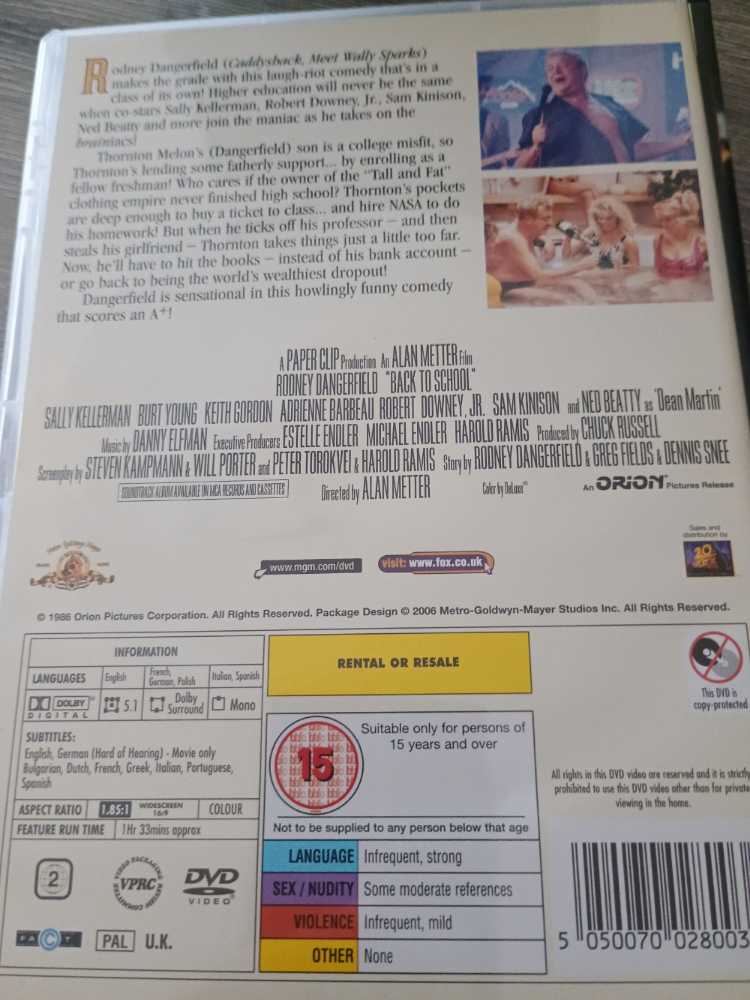 Rodney Dangerfield (Caddyshack, Meet Wally Sparks)
makes the grade with this laugh-riot comedy that's in a
class of its own! Higher education will never be the same
when co-stars Sally Kellerman, Robert Downey, Jr., Sam Kinison,
Ned Beatty and more join the maniac as he takes on the
brainiacs!
Thornton Melon's (Dangerfield) son is a college misfit, so
Thornton's lending some fatherly support... by enrolling as a
fellow freshman! Who cares if the owner of the "Tall and Fat"
clothing empire never finished high school? Thornton's pockets
are deep enough to buy a ticket to class... and hire NASA to do
his homework! But when he ticks off his professor – and then
steals his girlfriend – Thornton takes things just a little too far.
Now, he'll have to hit the books – instead of his bank account –
or go back to being the world's wealthiest dropout!
Dangerfield is sensational in this howlingly funny comedy
that scores an A+!
A PAPER CLIP Production An ALAN METTER Film
RODNEY DANGERFIELD "BACK TO SCHOOL"
SALLY KELLERMAN BURT YOUNG KEITH GORDON ADRIENNE BARBEAU ROBERT DOWNEY, JR. SAM KINISON and NED BEATTY as 'Dean Martin'
Music by DANNY ELFMAN Executive Producers ESTELLE ENDLER MICHAEL ENDLER HAROLD RAMIS Produced by CHUCK RUSSELL
Screenplay by STEVEN KAMPMANN & WILL PORTER and PETER TOROKVEI & HAROLD RAMIS Story by RODNEY DANGERFIELD & GREG FIELDS & DENNIS SNEE
SOUNDTRACK ALBUM AVAILABLE ON MCA RECORDS AND CASSETTES
Directed by ALAN METTER
Color by DeLuxe®
An ORION Pictures Release
www.mgm.com/dvd
visit: www.fox.co.uk
Sales and
distribution by
20
© 1986 Orion Pictures Corporation. All Rights Reserved. Package Design © 2006 Metro-Goldwyn-Mayer Studios Inc. All Rights Reserved.
INFORMATION
LANGUAGES English French, German, Polish Italian, Spanish
DOLBY DIGITAL 5.1 Dolby Surround Mono
SUBTITLES:
English, German (Hard of Hearing) - Movie only
Bulgarian, Dutch, French, Greek, Italian, Portuguese,
Spanish
ASPECT RATIO 1.85:1 WIDESCREEN 16/9 COLOUR
FEATURE RUN TIME 1Hr 33mins approx
2
VIDEO PACKAGING REVIEW COMMITTEE
VPRC
DVD
VIDEO
PACT
PAL U.K.
RENTAL OR RESALE
15
Suitable only for persons of
15 years and over
Not to be supplied to any person below that age
LANGUAGE Infrequent, strong
SEX / NUDITY Some moderate references
VIOLENCE Infrequent, mild
OTHER None
This DVD is
copy-protected
All rights in this DVD video are reserved and it is strictly
prohibited to use this DVD video other than for private
viewing in the home.
5 050070 028003